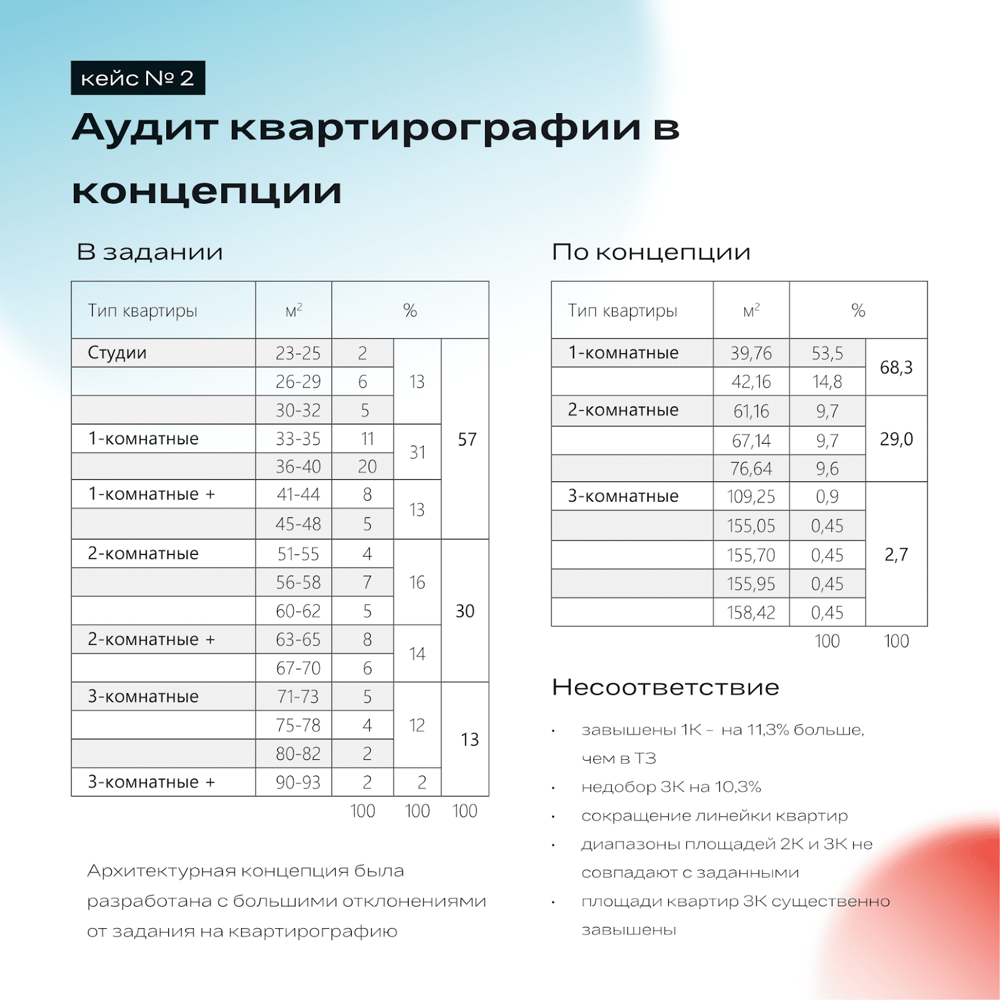 кейс № 2
Аудит квартирографии в
концепции
В задании
Тип квартиры м² %
Студии 23-25 2 13 57
26-29 6
30-32 5
1-комнатные 33-35 11 31
36-40 20
1-комнатные + 41-44 8 13
45-48 5
2-комнатные 51-55 4 16 30
56-58 7
60-62 5
2-комнатные + 63-65 8 14
67-70 6
3-комнатные 71-73 5 12 13
75-78 4
80-82 2
3-комнатные + 90-93 2 2
100 100 100
Архитектурная концепция была
разработана с большими отклонениями
от задания на квартирографию
По концепции
Тип квартиры м² %
1-комнатные 39,76 53,5 68,3
42,16 14,8
2-комнатные 61,16 9,7 29,0
67,14 9,7
76,64 9,6
3-комнатные 109,25 0,9 2,7
155,05 0,45
155,70 0,45
155,95 0,45
158,42 0,45
100 100
Несоответствие
• завышены 1К – на 11,3% больше,
чем в ТЗ
• недобор 3К на 10,3%
• сокращение линейки квартир
• диапазоны площадей 2К и 3К не
совпадают с заданными
• площади квартир 3К существенно
завышены